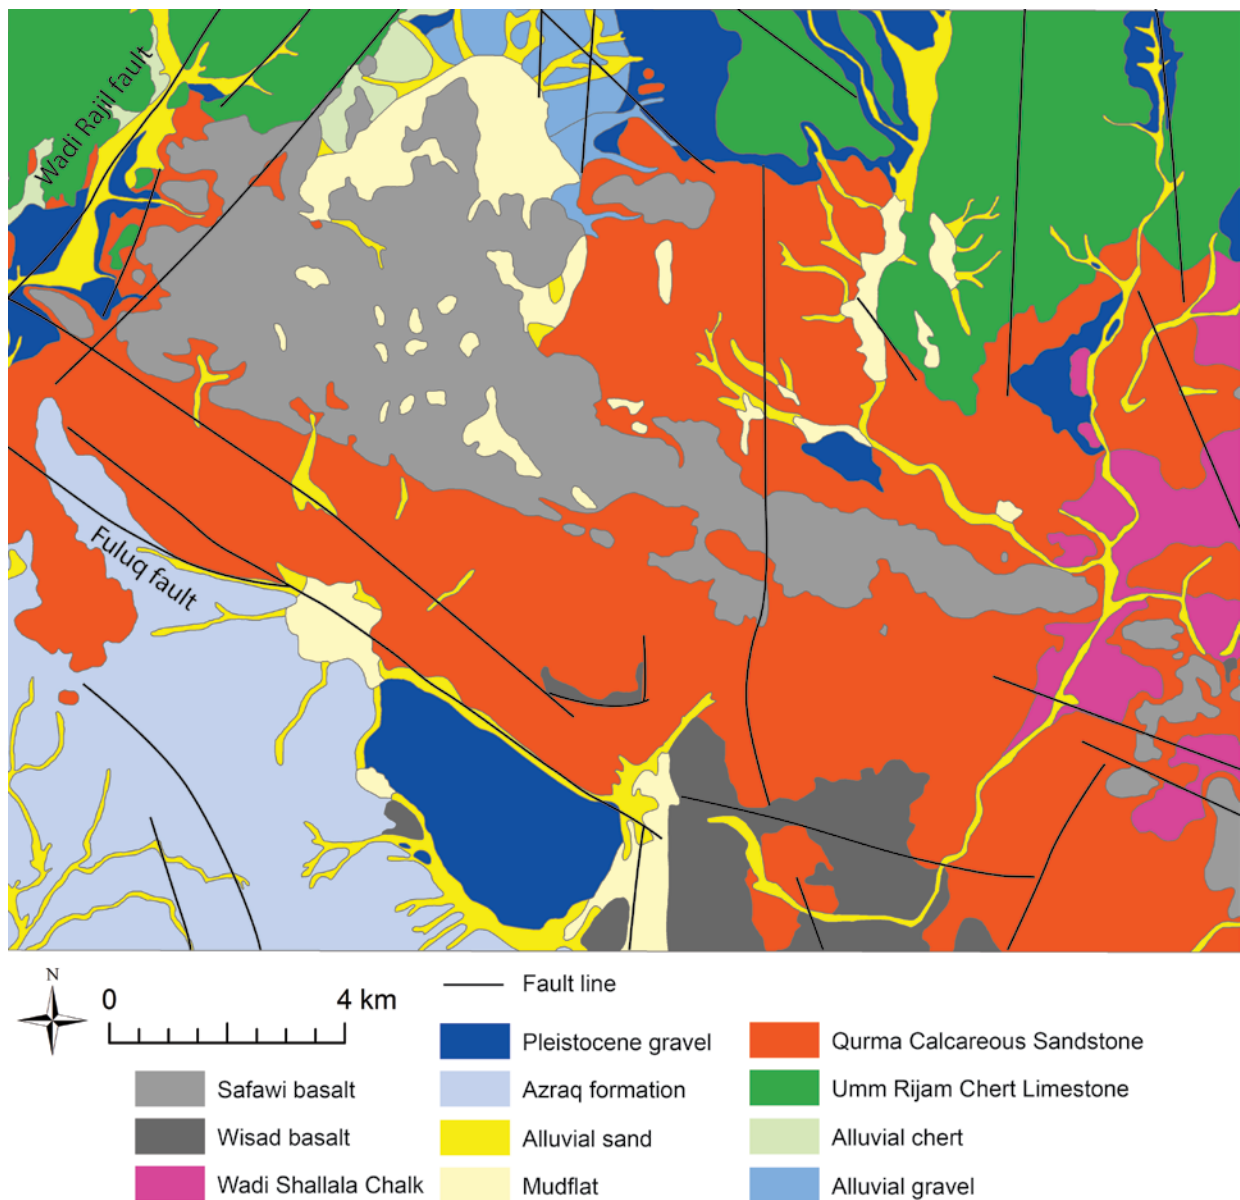 Wadi Rajil fault
Fuluq fault
N
0 4 km
Fault line
Pleistocene gravel
Qurma Calcareous Sandstone
Safawi basalt
Azraq formation
Umm Rijam Chert Limestone
Wisad basalt
Alluvial sand
Alluvial chert
Wadi Shallala Chalk
Mudflat
Alluvial gravel